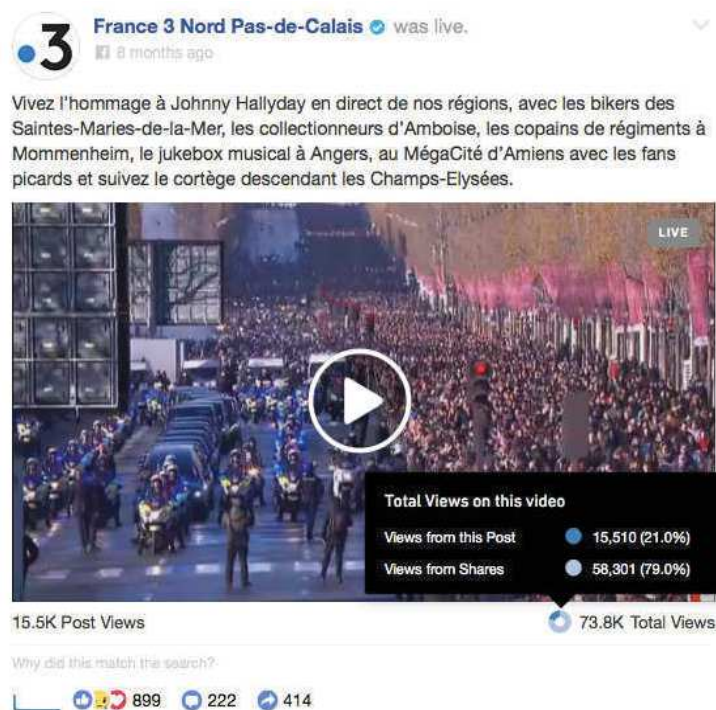 3 France 3 Nord Pas-de-Calais was live.
8 months ago
Vivez l'hommage à Johnny Hallyday en direct de nos régions, avec les bikers des
Saintes-Maries-de-la-Mer, les collectionneurs d'Amboise, les copains de régiments à
Mommenheim, le jukebox musical à Angers, au MégaCité d'Amiens avec les fans
picards et suivez le cortège descendant les Champs-Elysées.
LIVE
Total Views on this video
Views from this Post 15,510 (21.0%)
Views from Shares 58,301 (79.0%)
15.5K Post Views 73.8K Total Views
Why did this match the search?
899 222 414